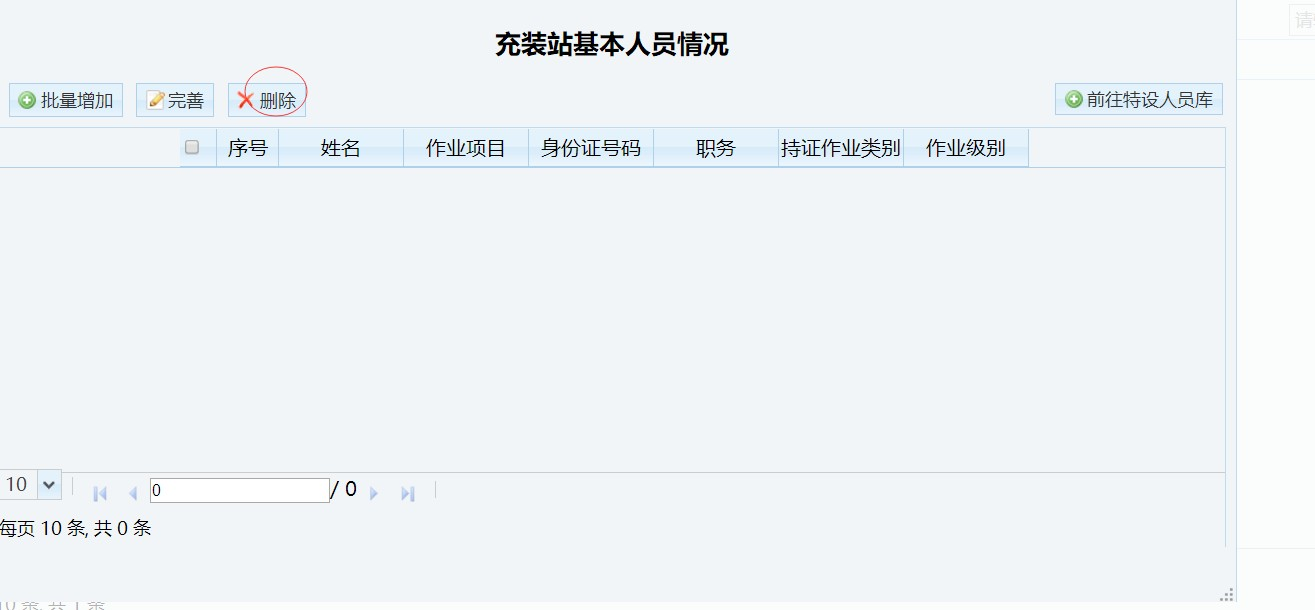 充装站基本人员情况
批量增加 完善 删除 前往特设人员库
序号 姓名 作业项目 身份证号码 职务 持证作业类别 作业级别
10 0 / 0
每页 10 条, 共 0 条